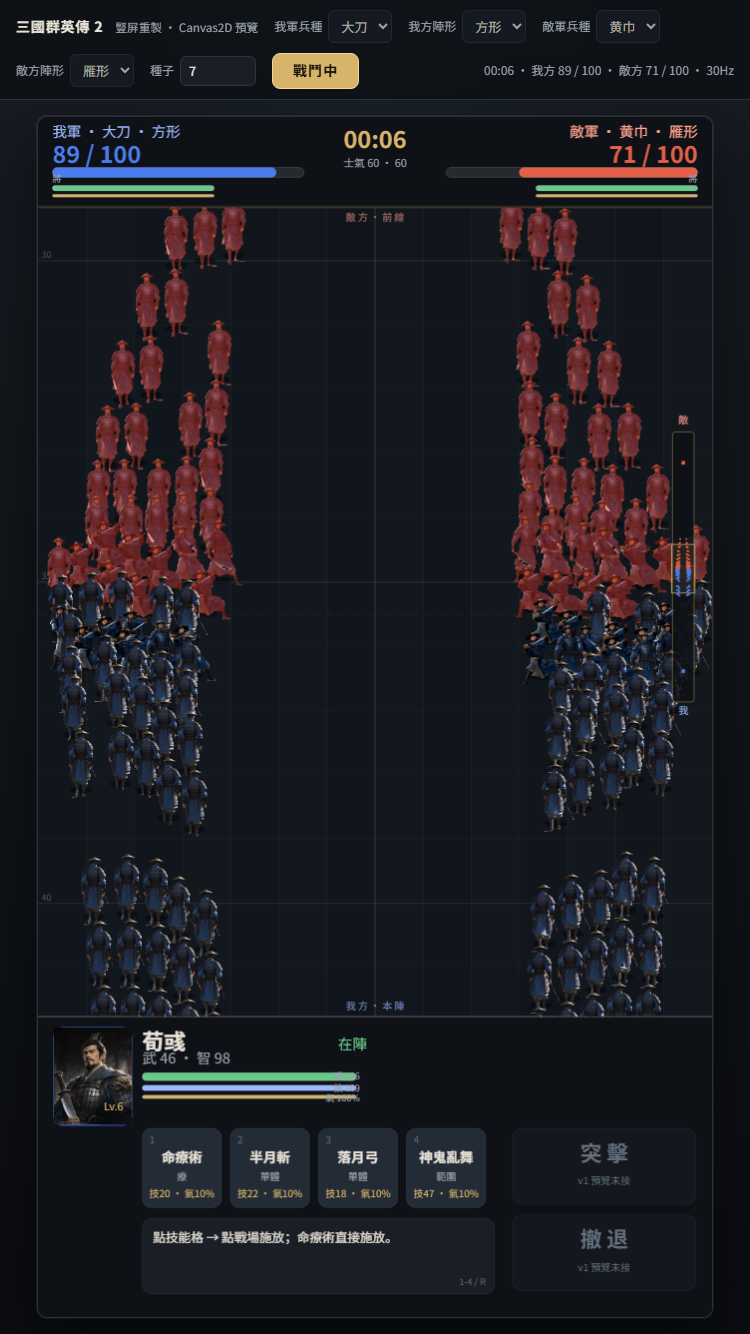 三國群英傳 2 豎屏重製 · Canvas2D 預覽 我軍兵種 大刀 我方陣形 方形 敵軍兵種 黃巾
敵方陣形 雁形 種子 7 戰鬥中 00:06 · 我方 89 / 100 · 敵方 71 / 100 · 30Hz
我軍 · 大刀 · 方形 00:06 敵軍 · 黃巾 · 雁形
89 / 100 士氣 60 · 60 71 / 100
將 將
敵方 · 前線
30
敵
我
40
我方 · 本陣
荀彧 在陣
武 46 · 智 98
Lv.6
氣 100%
1 2 3 4
命療術 半月斬 落月弓 神鬼亂舞 突擊
療 單體 單體 範圍 v1 預覽未接
技20 · 氣10% 技22 · 氣10% 技18 · 氣10% 技47 · 氣10%
點技能格 → 點戰場施放；命療術直接施放。 撤退
v1 預覽未接
1-4 / R